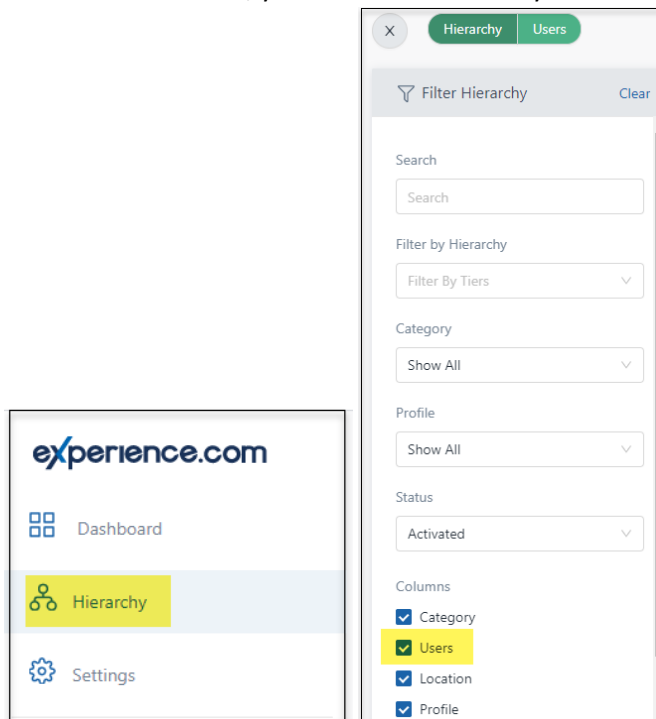 X
Hierarchy Users
Filter Hierarchy Clear
Search
Search
Filter by Hierarchy
Filter By Tiers
Category
Show All
Profile
Show All
Status
Activated
Columns
Category
Users
Location
Profile
experience.com
Dashboard
Hierarchy
Settings